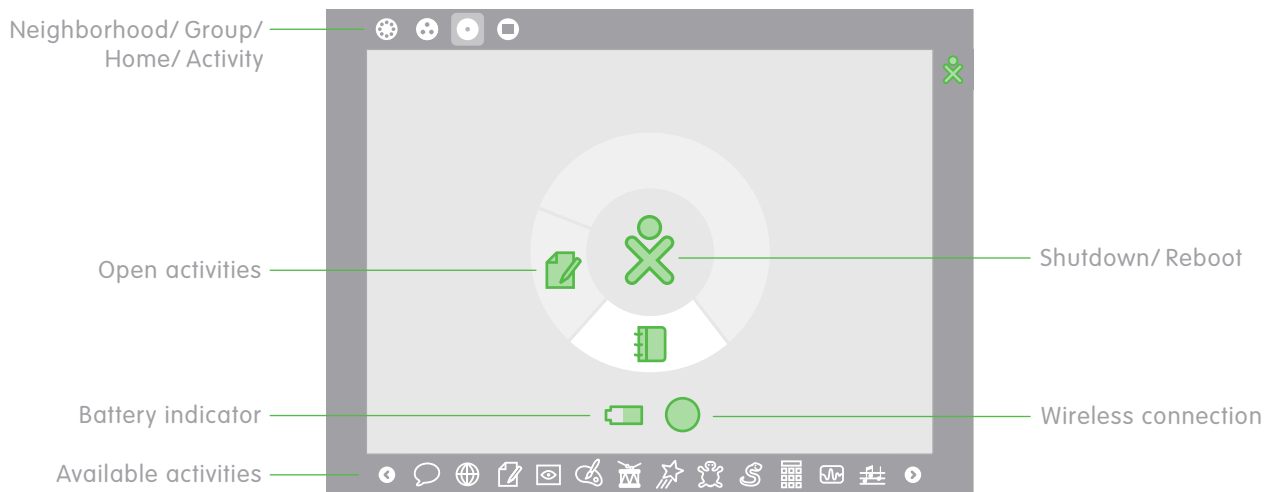 Neighborhood/ Group/
Home/ Activity
Open activities
Shutdown/ Reboot
Battery indicator
Wireless connection
Available activities